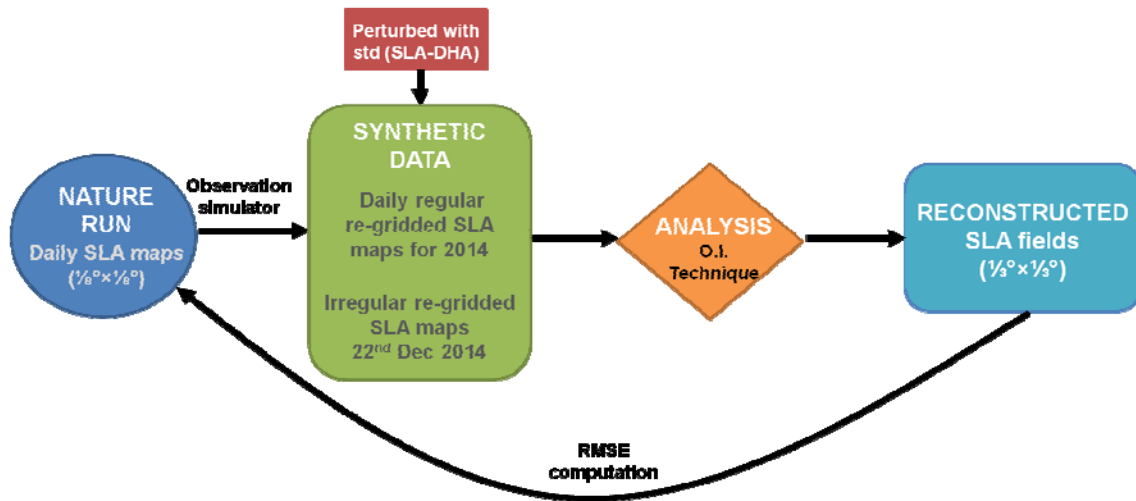 Perturbed with
std (SLA-DHA)
SYNTHETIC
DATA
Daily regular
re-gridded SLA
maps for 2014
Irregular re-gridded
SLA maps
22nd Dec 2014
NATURE
RUN
Daily SLA maps
(⅛°×⅛°)
Observation
simulator
ANALYSIS
O.I.
Technique
RECONSTRUCTED
SLA fields
(⅓°×⅓°)
RMSE
computation